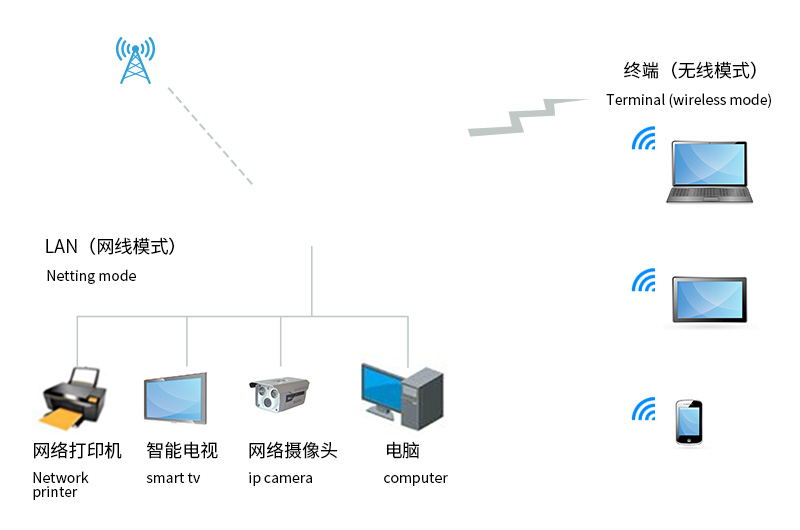 终端（无线模式）
Terminal (wireless mode)
LAN（网线模式）
Netting mode
网络打印机
Network
printer
智能电视
smart tv
网络摄像头
ip camera
电脑
computer